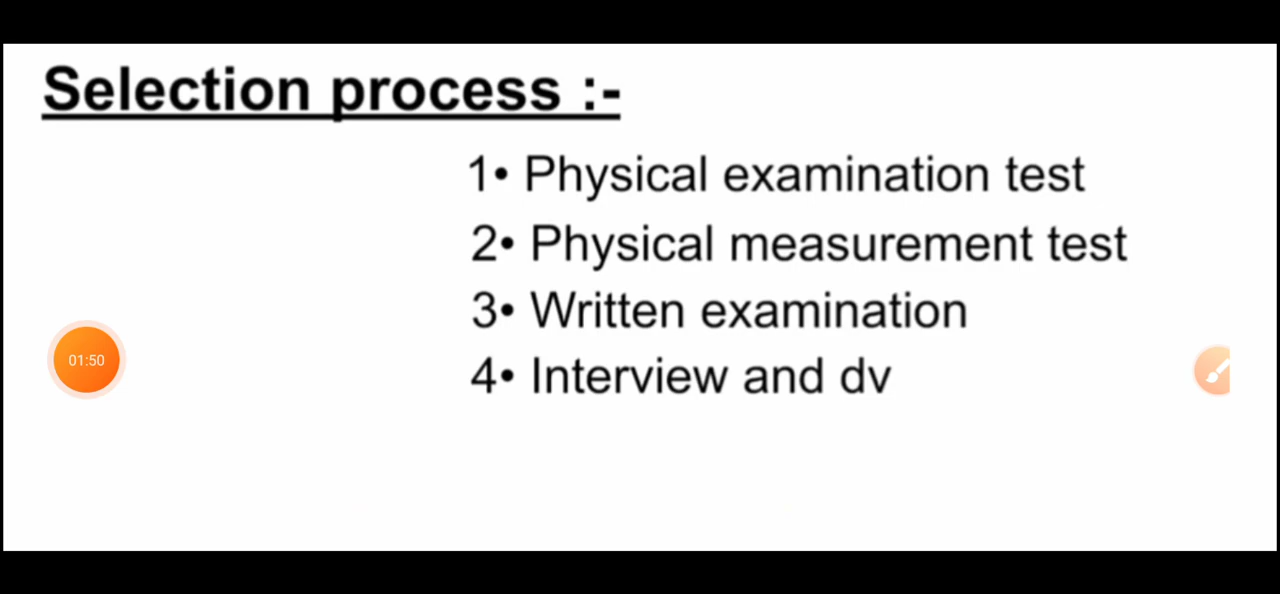 Selection process :-
1• Physical examination test
2• Physical measurement test
3• Written examination
01:50
4• Interview and dv